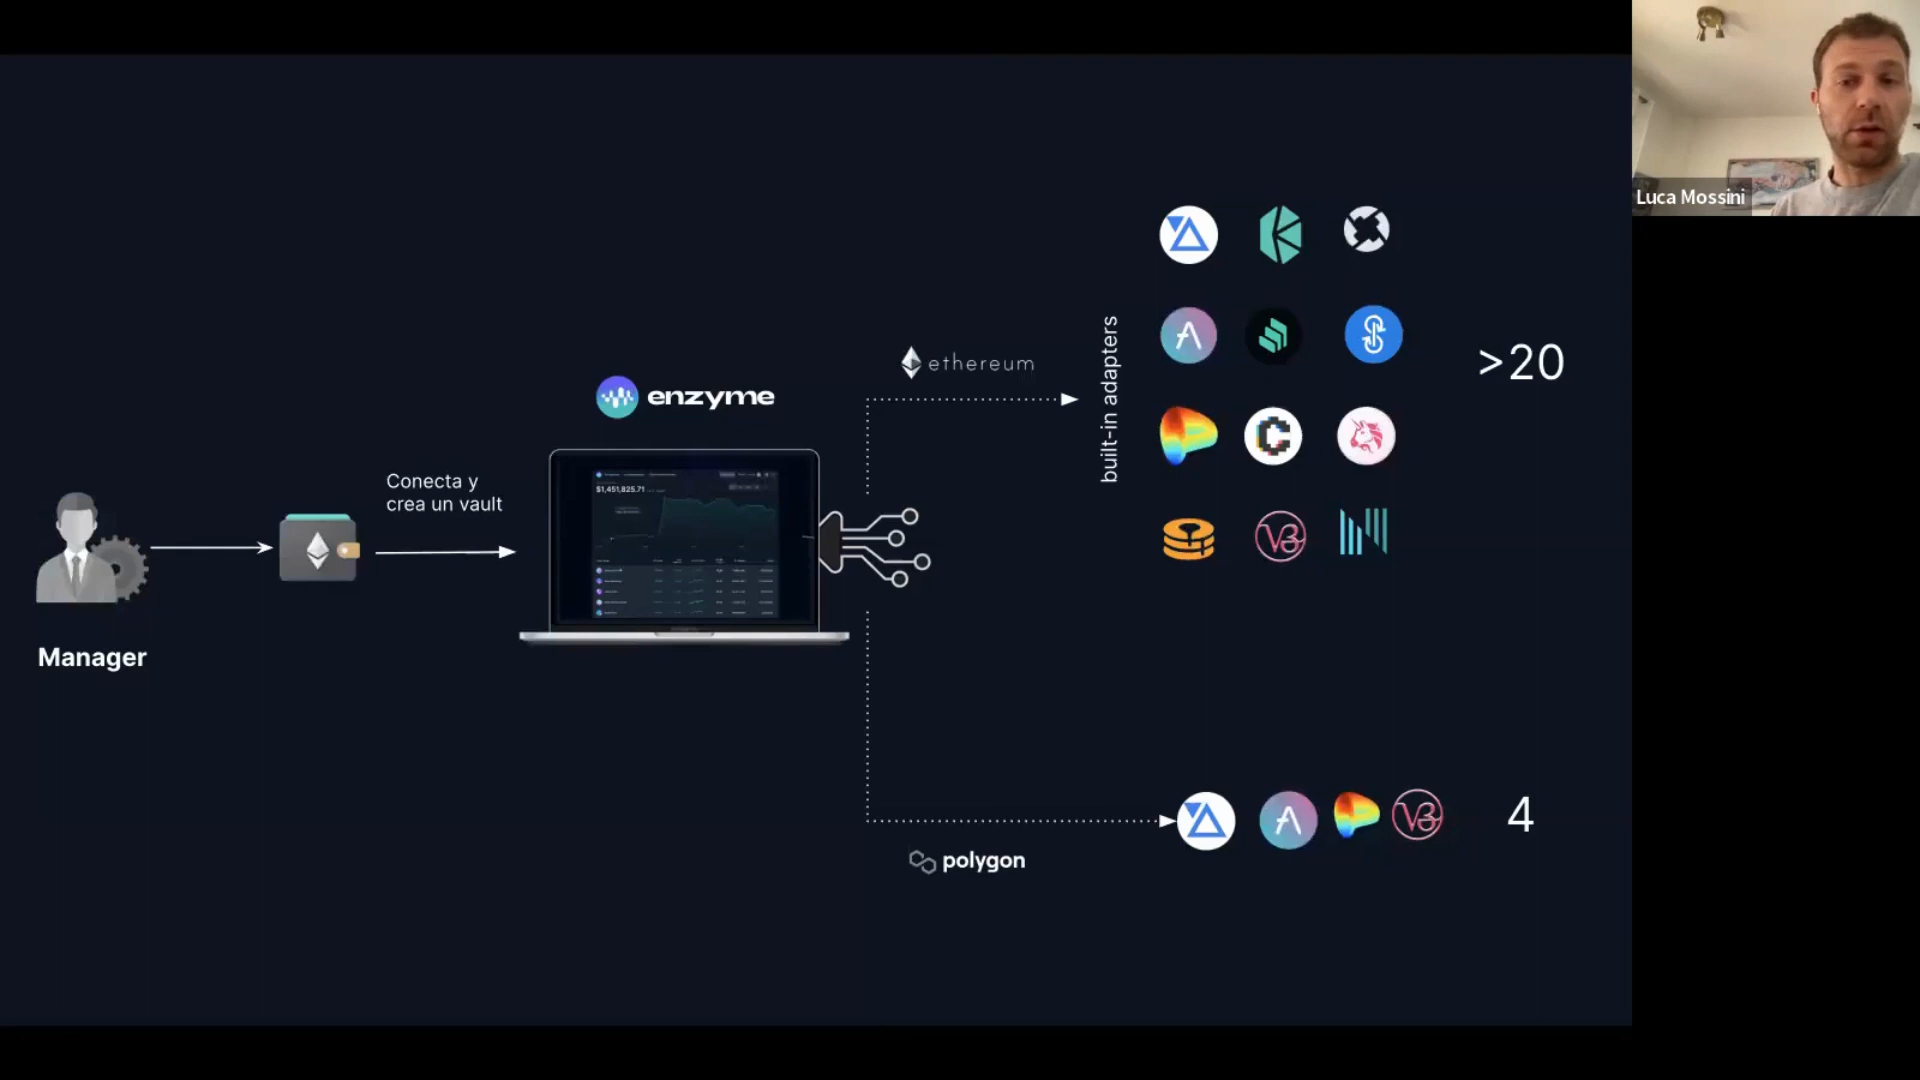 Luca Mossini
ethereum
built-in adapters
>20
enzyme
Conecta y
crea un vault
$1,451,825.71
Manager
4
polygon